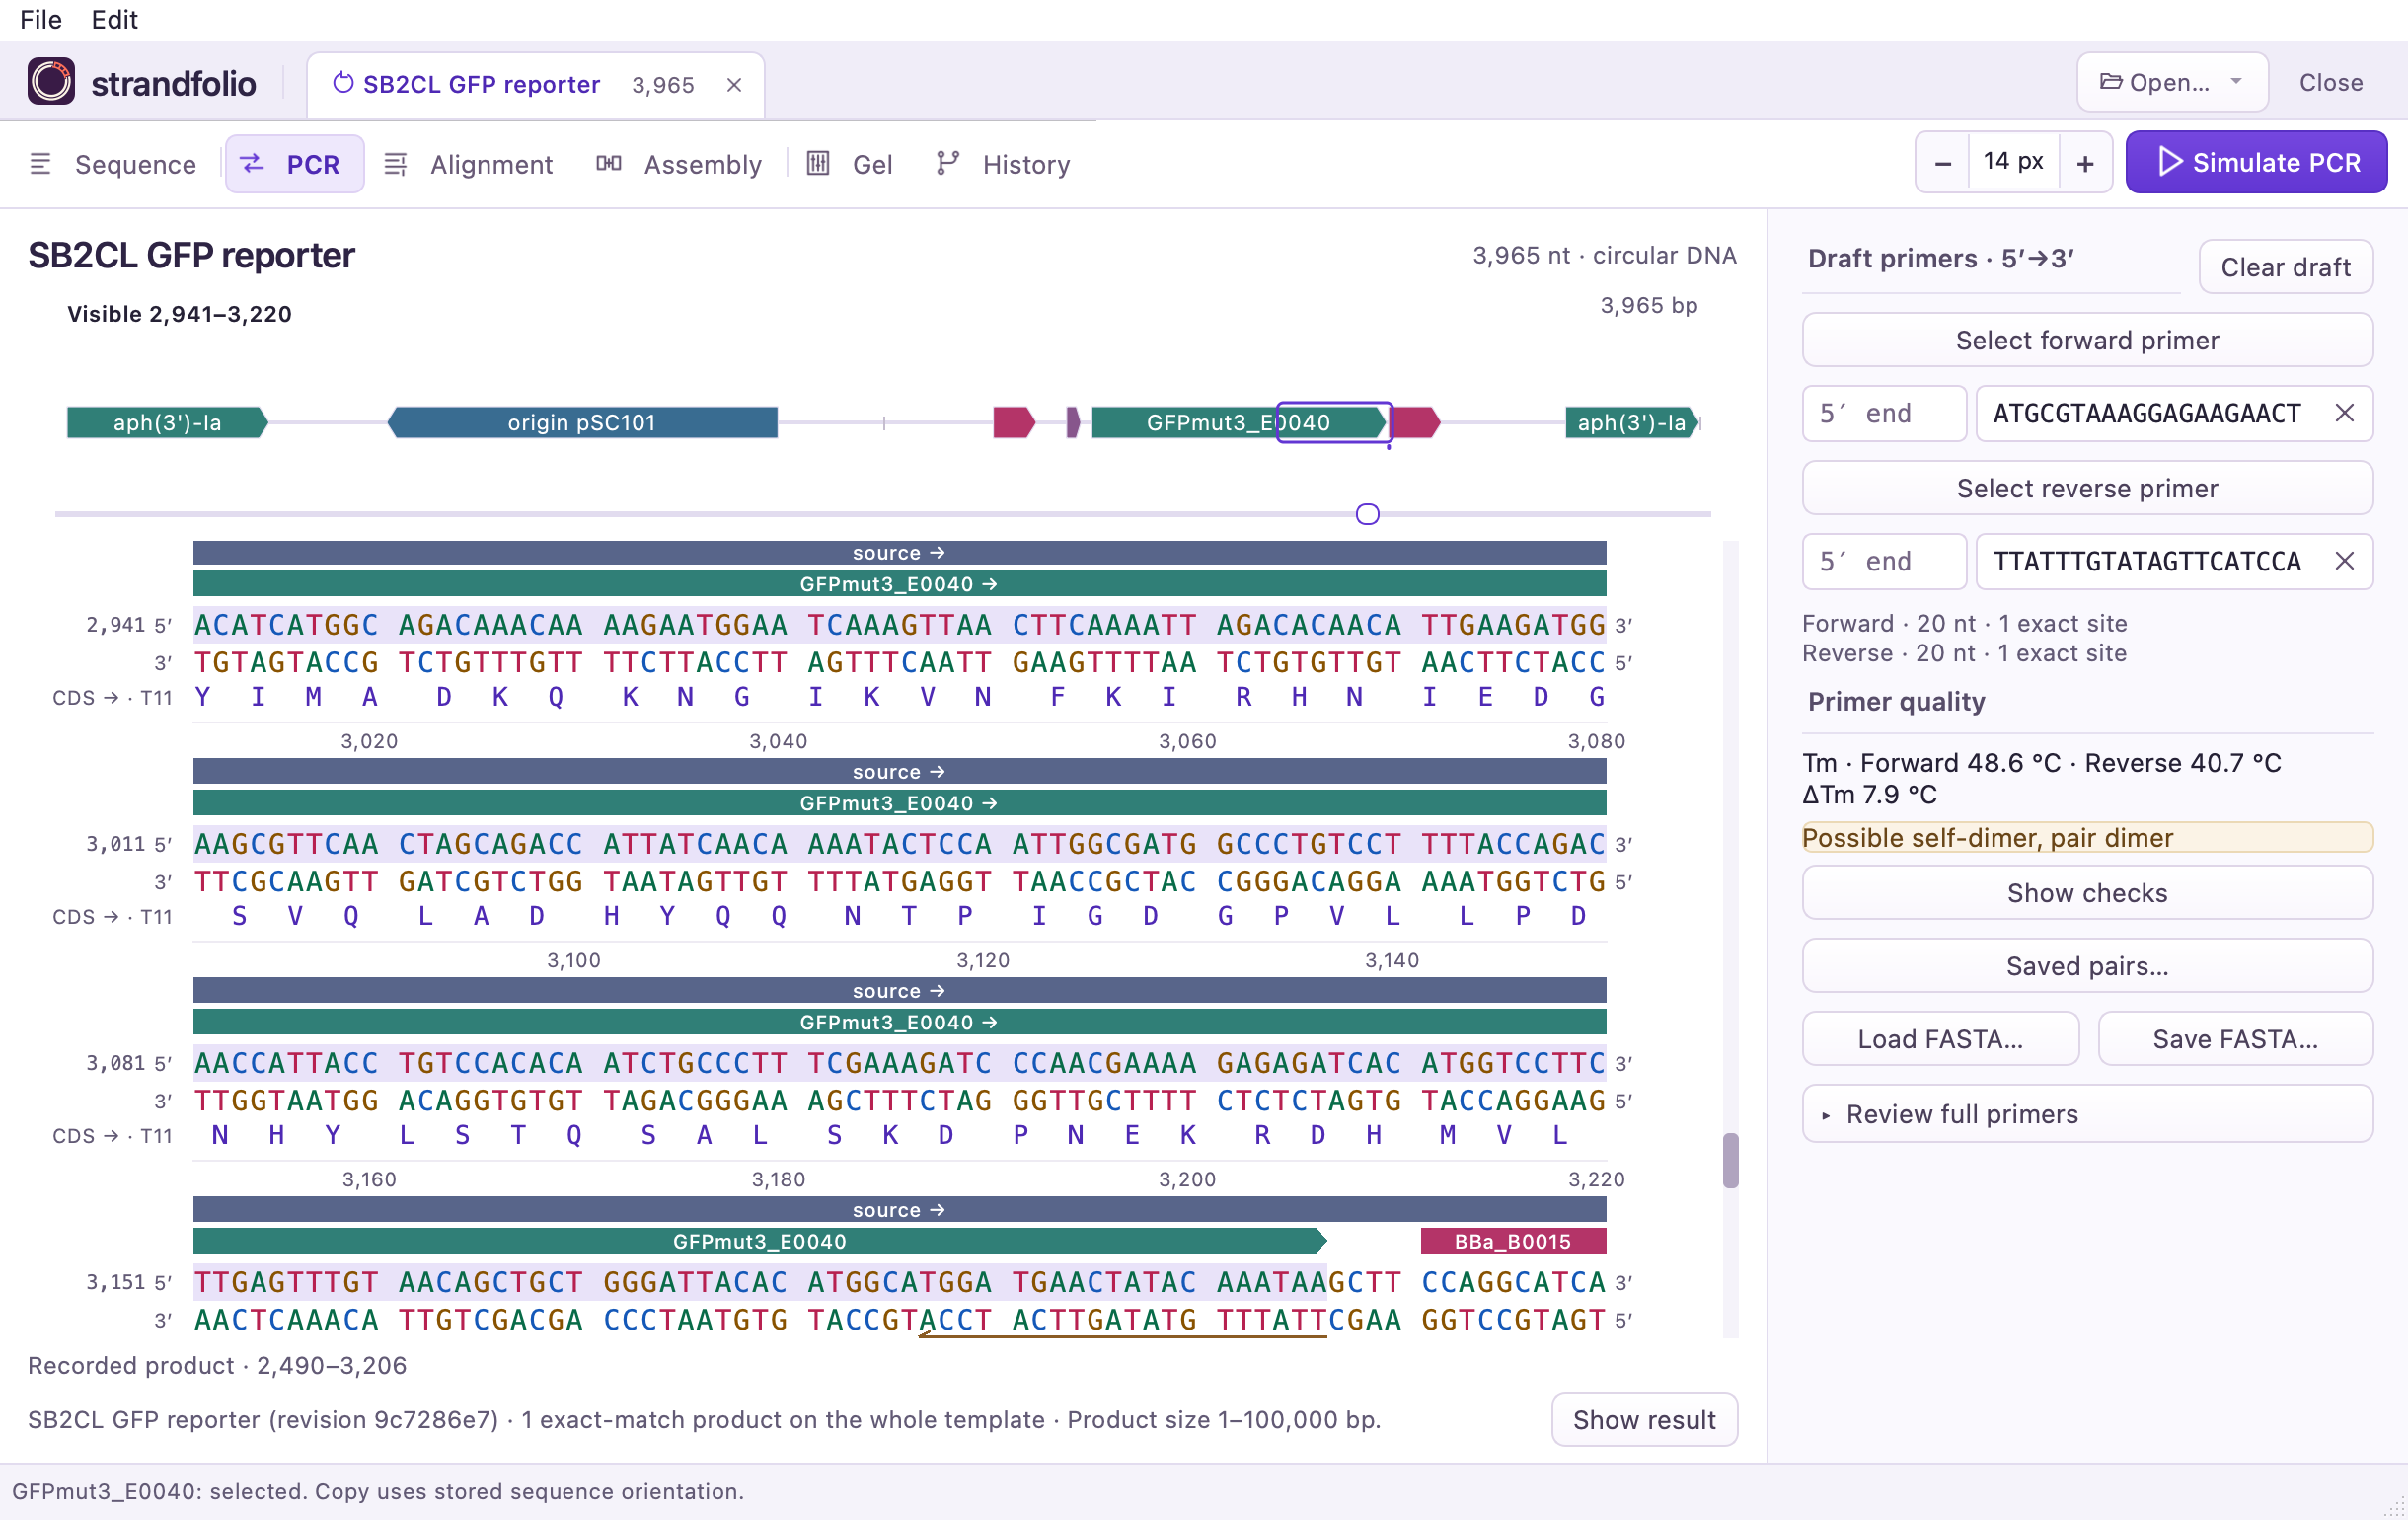 File Edit
strandfolio SB2CL GFP reporter 3,965 × Open… Close
Sequence PCR Alignment Assembly Gel History − 14 px + Simulate PCR
SB2CL GFP reporter 3,965 nt · circular DNA
Visible 2,941–3,220 3,965 bp
aph(3')-Ia origin pSC101 GFPmut3_E0040 aph(3')-Ia
source →
GFPmut3_E0040 →
2,941 5′ ACATCATGGC AGACAAACAA AAGAATGGAA TCAAAGTTAA CTTCAAAATT AGACACAACA TTGAAGATGG 3′
3′ TGTAGTACCG TCTGTTTGTT TTCTTACCTT AGTTTCAATT GAAGTTTTAA TCTGTGTTGT AACTTCTACC 5′
CDS → · T11 Y I M A D K Q K N G I K V N F K I R H N I E D G
3,020 3,040 3,060 3,080
source →
GFPmut3_E0040 →
3,011 5′ AAGCGTTCAA CTAGCAGACC ATTATCAACA AAATACTCCA ATTGGCGATG GCCCTGTCCT TTTACCAGAC 3′
3′ TTCGCAAGTT GATCGTCTGG TAATAGTTGT TTTATGAGGT TAACCGCTAC CGGGACAGGA AAATGGTCTG 5′
CDS → · T11 S V Q L A D H Y Q Q N T P I G D G P V L L P D
3,100 3,120 3,140
source →
GFPmut3_E0040 →
3,081 5′ AACCATTACC TGTCCACACA ATCTGCCCTT TCGAAAGATC CCAACGAAAA GAGAGATCAC ATGGTCCTTC 3′
3′ TTGGTAATGG ACAGGTGTGT TAGACGGGAA AGCTTTCTAG GGTTGCTTTT CTCTCTAGTG TACCAGGAAG 5′
CDS → · T11 N H Y L S T Q S A L S K D P N E K R D H M V L
3,160 3,180 3,200 3,220
source →
GFPmut3_E0040 BBa_B0015
3,151 5′ TTGAGTTTGT AACAGCTGCT GGGATTACAC ATGGCATGGA TGAACTATAC AAATAAGCTT CCAGGCATCA 3′
3′ AACTCAAACA TTGTCGACGA CCCTAATGTG TACCGTACCT ACTTGATATG TTTATTCGAA GGTCCGTAGT 5′
Recorded product · 2,490–3,206
SB2CL GFP reporter (revision 9c7286e7) · 1 exact-match product on the whole template · Product size 1–100,000 bp. Show result
Draft primers · 5′→3′ Clear draft
Select forward primer
5′ end ATGCGTAAAGGAGAAGAACT ×
Select reverse primer
5′ end TTATTTGTATAGTTCATCCA ×
Forward · 20 nt · 1 exact site
Reverse · 20 nt · 1 exact site
Primer quality
Tm · Forward 48.6 °C · Reverse 40.7 °C
ΔTm 7.9 °C
Possible self-dimer, pair dimer
Show checks
Saved pairs…
Load FASTA… Save FASTA…
▸ Review full primers
GFPmut3_E0040: selected. Copy uses stored sequence orientation.